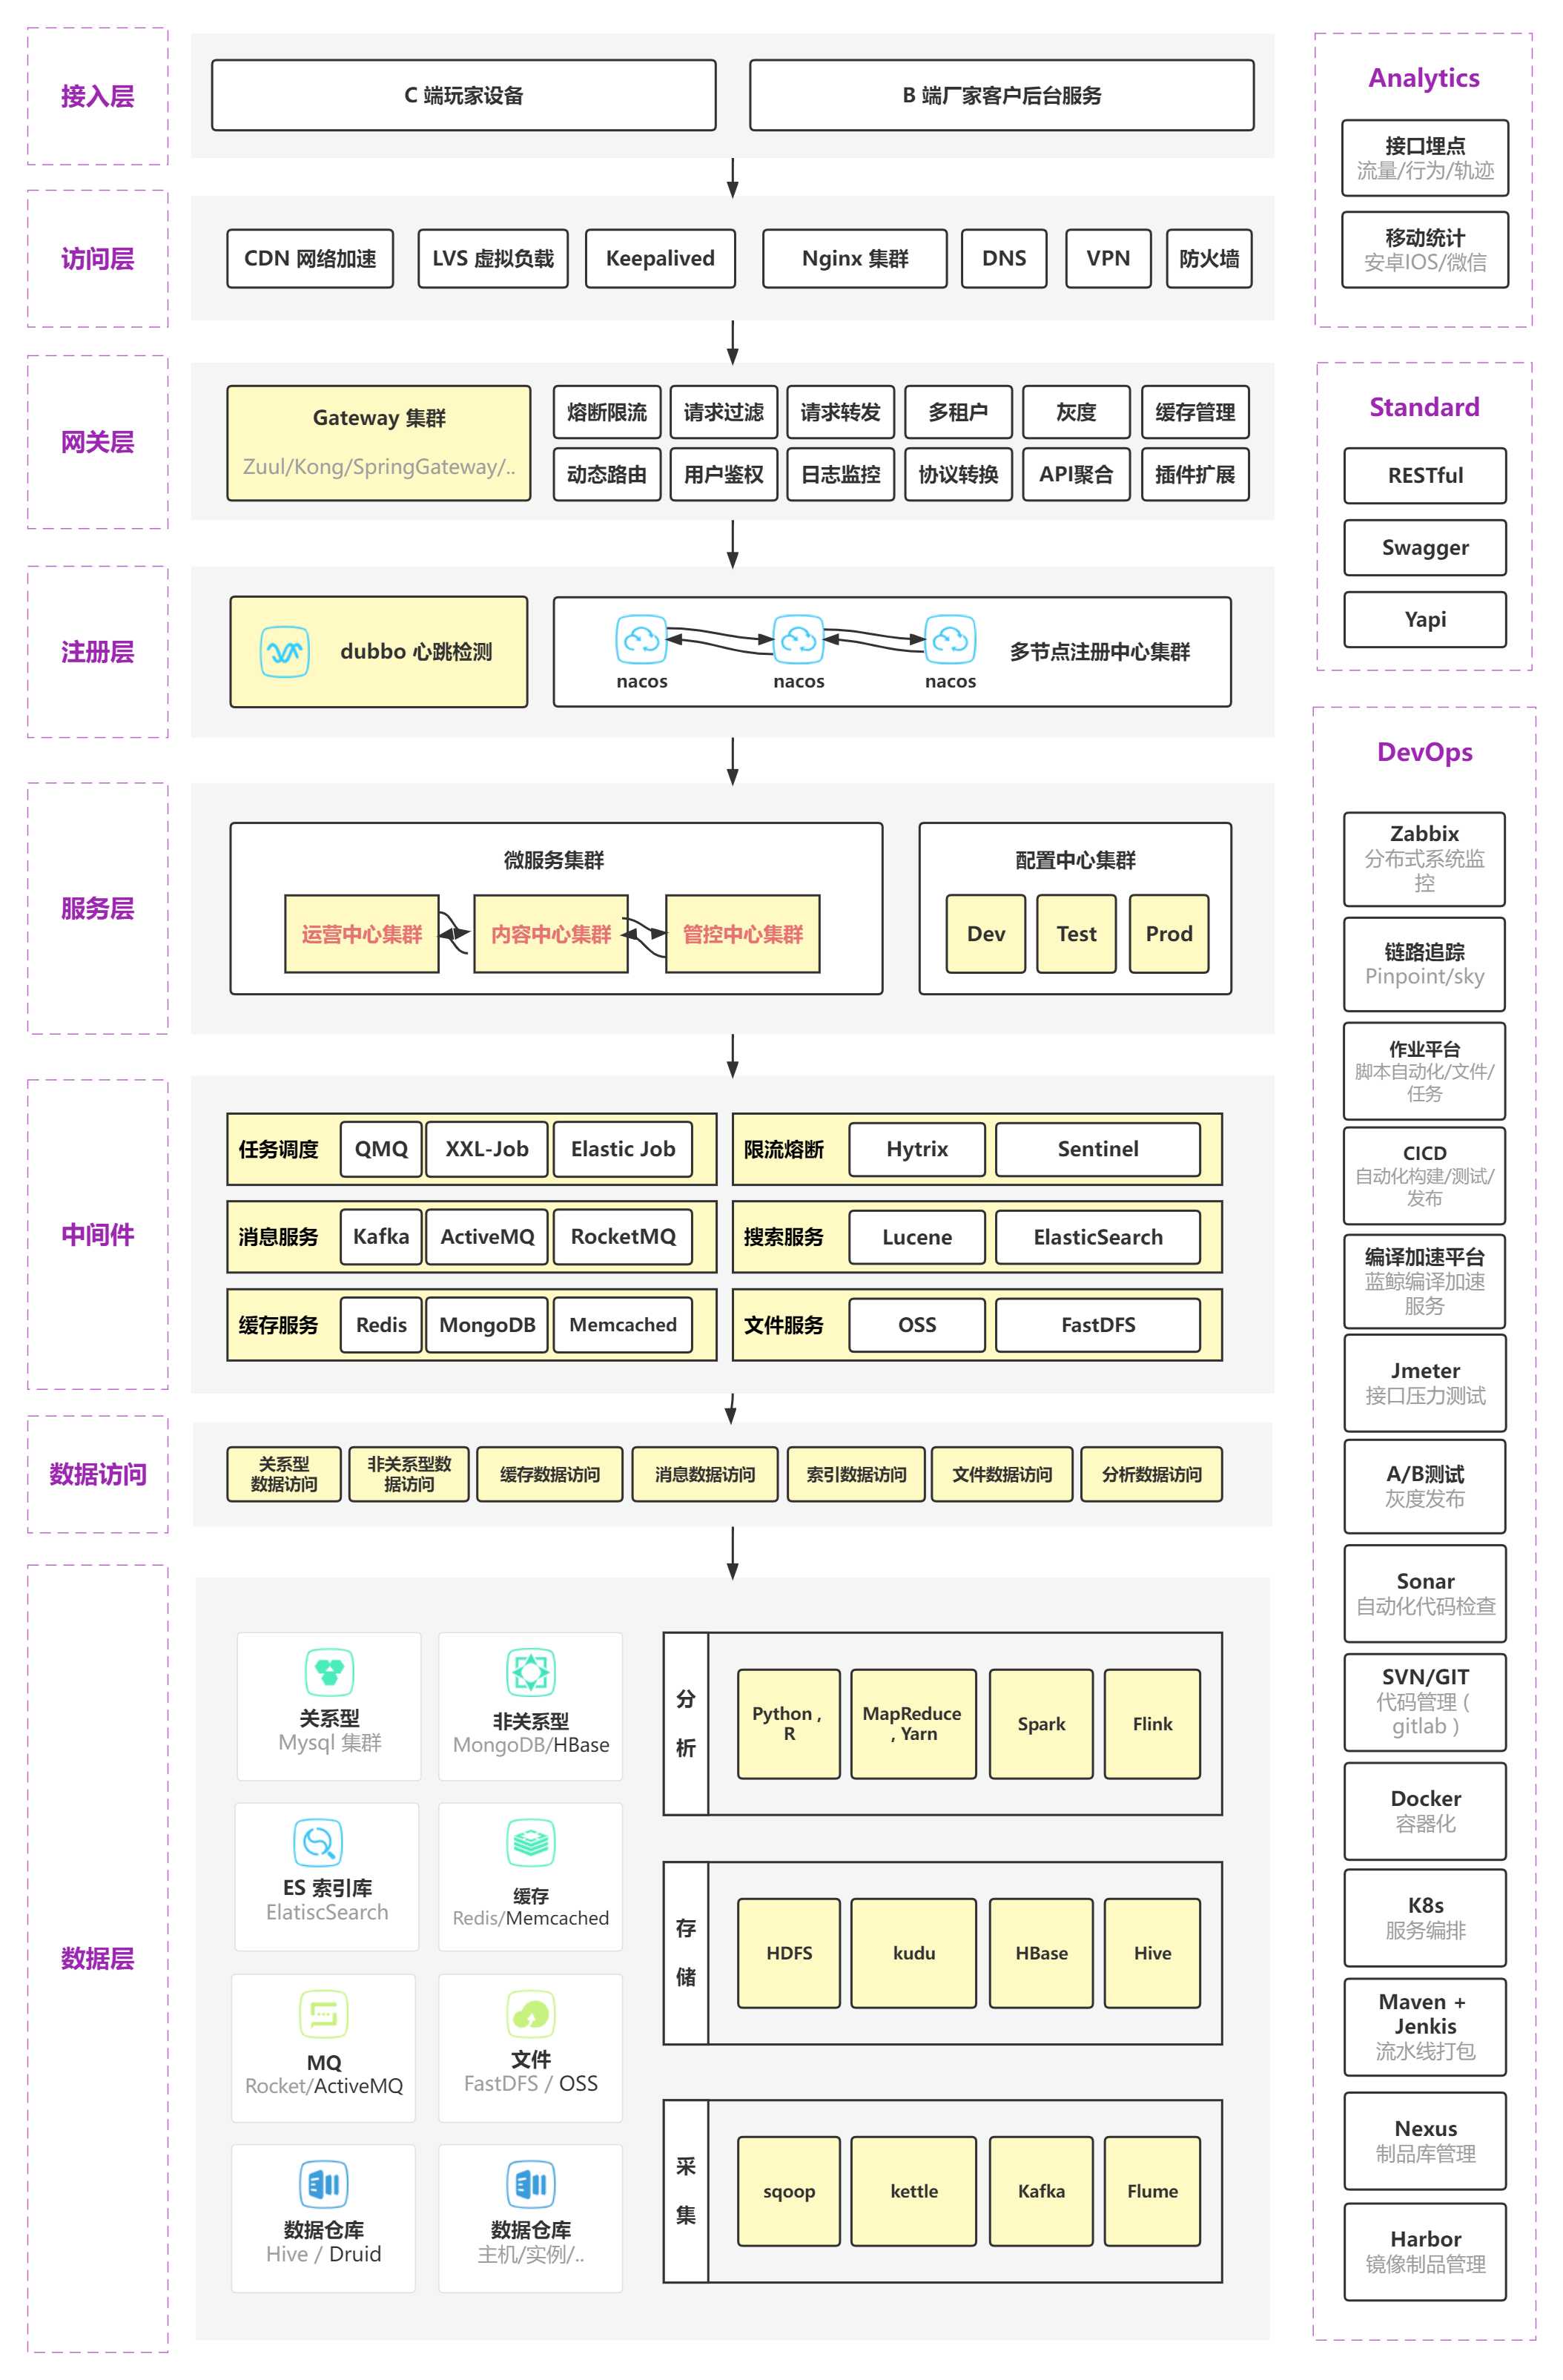 接入层
C 端玩家设备
B 端厂家客户后台服务
访问层
CDN 网络加速
LVS 虚拟负载
Keepalived
Nginx 集群
DNS
VPN
防火墙
网关层
Gateway 集群
Zuul/Kong/SpringGateway/..
熔断限流
请求过滤
请求转发
多租户
灰度
缓存管理
动态路由
用户鉴权
日志监控
协议转换
API聚合
插件扩展
注册层
dubbo 心跳检测
nacos
nacos
nacos
多节点注册中心集群
服务层
微服务集群
运营中心集群
内容中心集群
管控中心集群
配置中心集群
Dev
Test
Prod
中间件
任务调度
QMQ
XXL-Job
Elastic Job
限流熔断
Hytrix
Sentinel
消息服务
Kafka
ActiveMQ
RocketMQ
搜索服务
Lucene
ElasticSearch
缓存服务
Redis
MongoDB
Memcached
文件服务
OSS
FastDFS
数据访问
关系型
数据访问
非关系型数
据访问
缓存数据访问
消息数据访问
索引数据访问
文件数据访问
分析数据访问
数据层
关系型
Mysql 集群
非关系型
MongoDB/HBase
ES 索引库
ElatiscSearch
缓存
Redis/Memcached
MQ
Rocket/ActiveMQ
文件
FastDFS / OSS
数据仓库
Hive / Druid
数据仓库
主机/实例/..
分
析
Python ,
R
MapReduce
, Yarn
Spark
Flink
存
储
HDFS
kudu
HBase
Hive
采
集
sqoop
kettle
Kafka
Flume
Analytics
接口埋点
流量/行为/轨迹
移动统计
安卓IOS/微信
Standard
RESTful
Swagger
Yapi
DevOps
Zabbix
分布式系统监
控
链路追踪
Pinpoint/sky
作业平台
脚本自动化/文件/
任务
CICD
自动化构建/测试/
发布
编译加速平台
蓝鲸编译加速
服务
Jmeter
接口压力测试
A/B测试
灰度发布
Sonar
自动化代码检查
SVN/GIT
代码管理 (
gitlab )
Docker
容器化
K8s
服务编排
Maven +
Jenkis
流水线打包
Nexus
制品库管理
Harbor
镜像制品管理